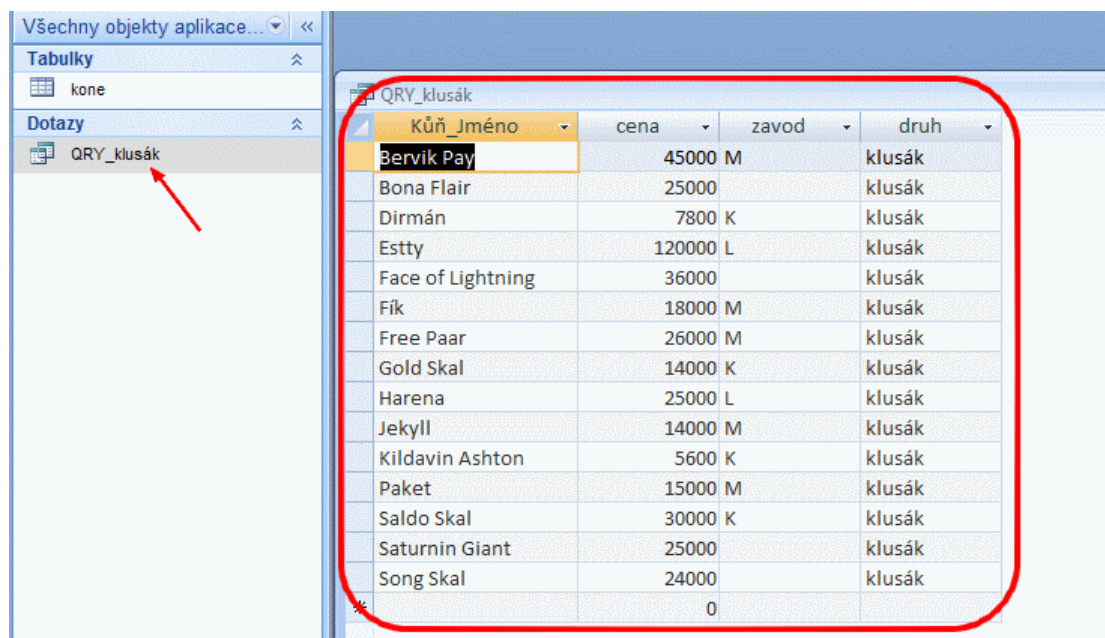 Všechny objekty aplikace...
Tabulky
kone
Dotazy
QRY_klusák
QRY_klusák
Kůň_Jméno cena zavod druh
Bervik Pay 45000 M klusák
Bona Flair 25000 klusák
Dirmán 7800 K klusák
Estty 120000 L klusák
Face of Lightning 36000 klusák
Fík 18000 M klusák
Free Paar 26000 M klusák
Gold Skal 14000 K klusák
Harena 25000 L klusák
Jekyll 14000 M klusák
Kildavin Ashton 5600 K klusák
Paket 15000 M klusák
Saldo Skal 30000 K klusák
Saturnin Giant 25000 klusák
Song Skal 24000 klusák
0